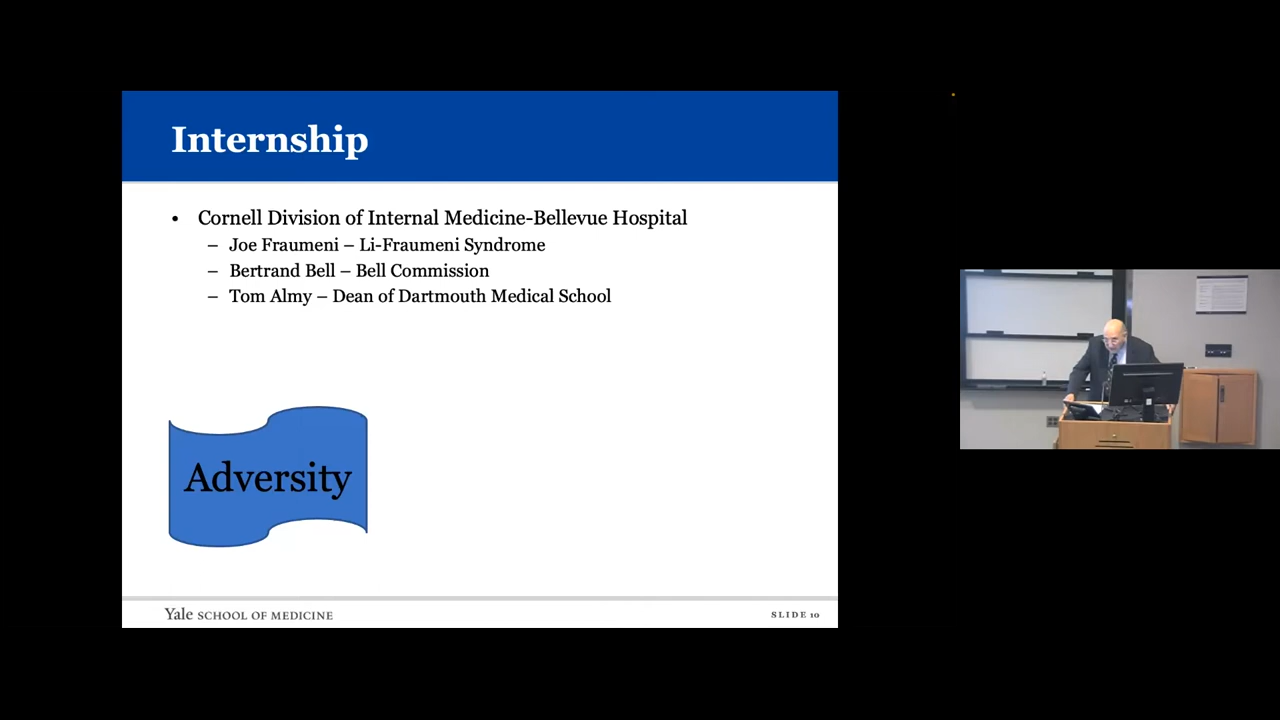 Internship
• Cornell Division of Internal Medicine-Bellevue Hospital
– Joe Fraumeni – Li-Fraumeni Syndrome
– Bertrand Bell – Bell Commission
– Tom Almy – Dean of Dartmouth Medical School
Adversity
Yale SCHOOL OF MEDICINE
SLIDE 10